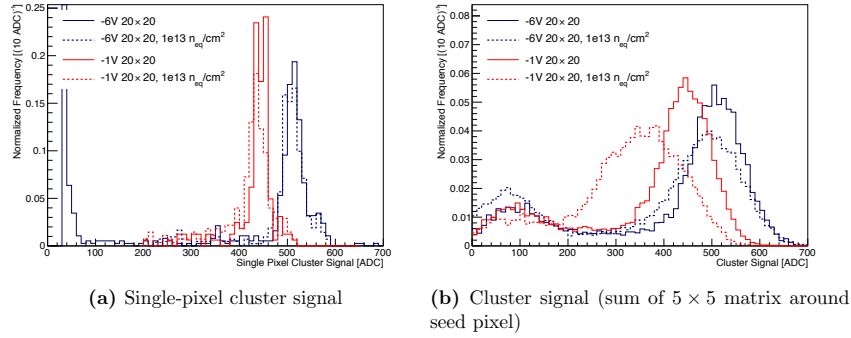 Normalized Frequency [(10 ADC)⁻¹]
0.25
0.2
0.15
0.1
0.05
0
-6V 20×20
-6V 20×20, 1e13 n_eq/cm²
-1V 20×20
-1V 20×20, 1e13 n_eq/cm²
0 100 200 300 400 500 600 700
Single Pixel Cluster Signal [ADC]
(a) Single-pixel cluster signal
Normalized Frequency [(10 ADC)⁻¹]
0.08
0.07
0.06
0.05
0.04
0.03
0.02
0.01
0
-6V 20×20
-6V 20×20, 1e13 n_eq/cm²
-1V 20×20
-1V 20×20, 1e13 n_eq/cm²
0 100 200 300 400 500 600 700
Cluster Signal [ADC]
(b) Cluster signal (sum of 5 × 5 matrix around
seed pixel)